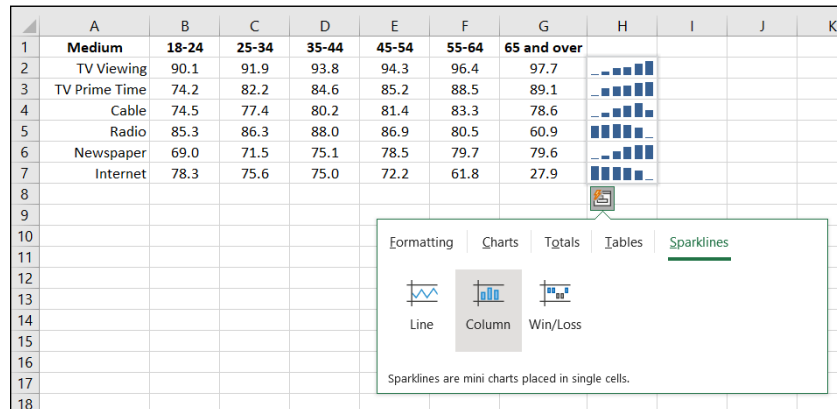 A B C D E F G H I J K
1 Medium 18-24 25-34 35-44 45-54 55-64 65 and over
2 TV Viewing 90.1 91.9 93.8 94.3 96.4 97.7
3 TV Prime Time 74.2 82.2 84.6 85.2 88.5 89.1
4 Cable 74.5 77.4 80.2 81.4 83.3 78.6
5 Radio 85.3 86.3 88.0 86.9 80.5 60.9
6 Newspaper 69.0 71.5 75.1 78.5 79.7 79.6
7 Internet 78.3 75.6 75.0 72.2 61.8 27.9
8
9
10 Formatting Charts Totals Tables Sparklines
11
12
13
14 Line Column Win/Loss
15
16
17 Sparklines are mini charts placed in single cells.
18